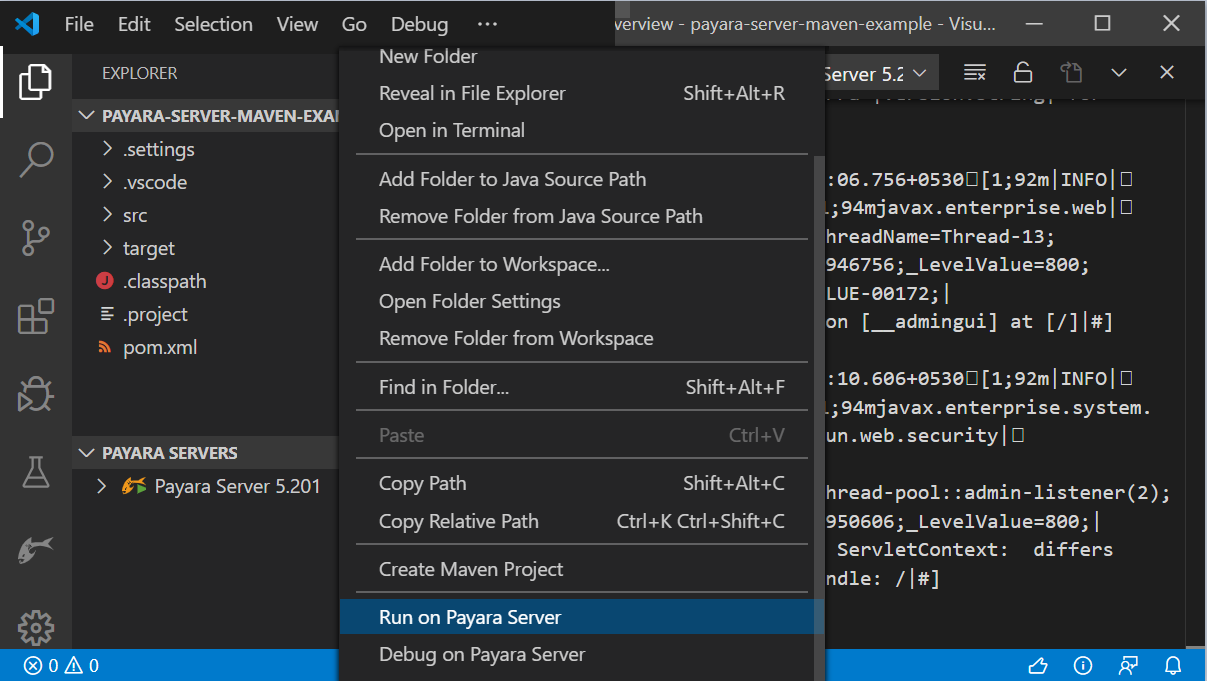 File Edit Selection View Go Debug ···
verview - payara-server-maven-example - Visu...
EXPLORER
PAYARA-SERVER-MAVEN-EXA
.settings
.vscode
src
target
.classpath
.project
pom.xml
PAYARA SERVERS
Payara Server 5.201
New Folder
Reveal in File Explorer Shift+Alt+R
Open in Terminal
Add Folder to Java Source Path
Remove Folder from Java Source Path
Add Folder to Workspace...
Open Folder Settings
Remove Folder from Workspace
Find in Folder... Shift+Alt+F
Paste Ctrl+V
Copy Path Shift+Alt+C
Copy Relative Path Ctrl+K Ctrl+Shift+C
Create Maven Project
Run on Payara Server
Debug on Payara Server
Server 5.2
:06.756+0530□[1;92m|INFO|□
1;94mjavax.enterprise.web|□
hreadName=Thread-13;
946756;_LevelValue=800;
LUE-00172;|
on [__admingui] at [/]|#]
:10.606+0530□[1;92m|INFO|□
1;94mjavax.enterprise.system.
un.web.security|□
hread-pool::admin-listener(2);
950606;_LevelValue=800;|
ServletContext: differs
ndle: /|#]
0 0